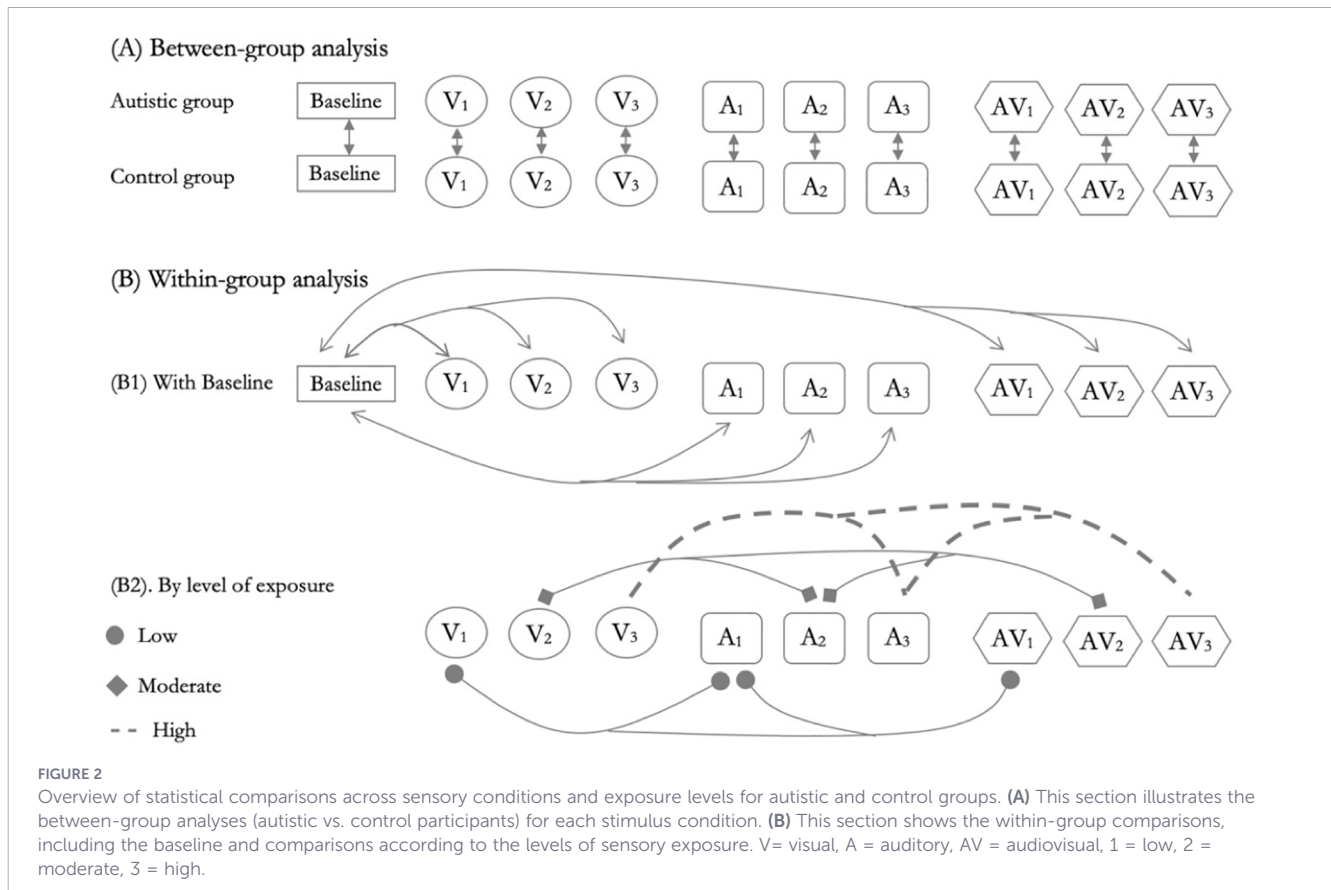 (A) Between-group analysis
Autistic group Baseline V₁ V₂ V₃ A₁ A₂ A₃ AV₁ AV₂ AV₃
Control group Baseline V₁ V₂ V₃ A₁ A₂ A₃ AV₁ AV₂ AV₃
(B) Within-group analysis
(B1) With Baseline Baseline V₁ V₂ V₃ A₁ A₂ A₃ AV₁ AV₂ AV₃
(B2). By level of exposure
V₁ V₂ V₃ A₁ A₂ A₃ AV₁ AV₂ AV₃
Low
Moderate
High
FIGURE 2
Overview of statistical comparisons across sensory conditions and exposure levels for autistic and control groups. (A) This section illustrates the
between-group analyses (autistic vs. control participants) for each stimulus condition. (B) This section shows the within-group comparisons,
including the baseline and comparisons according to the levels of sensory exposure. V= visual, A = auditory, AV = audiovisual, 1 = low, 2 =
moderate, 3 = high.